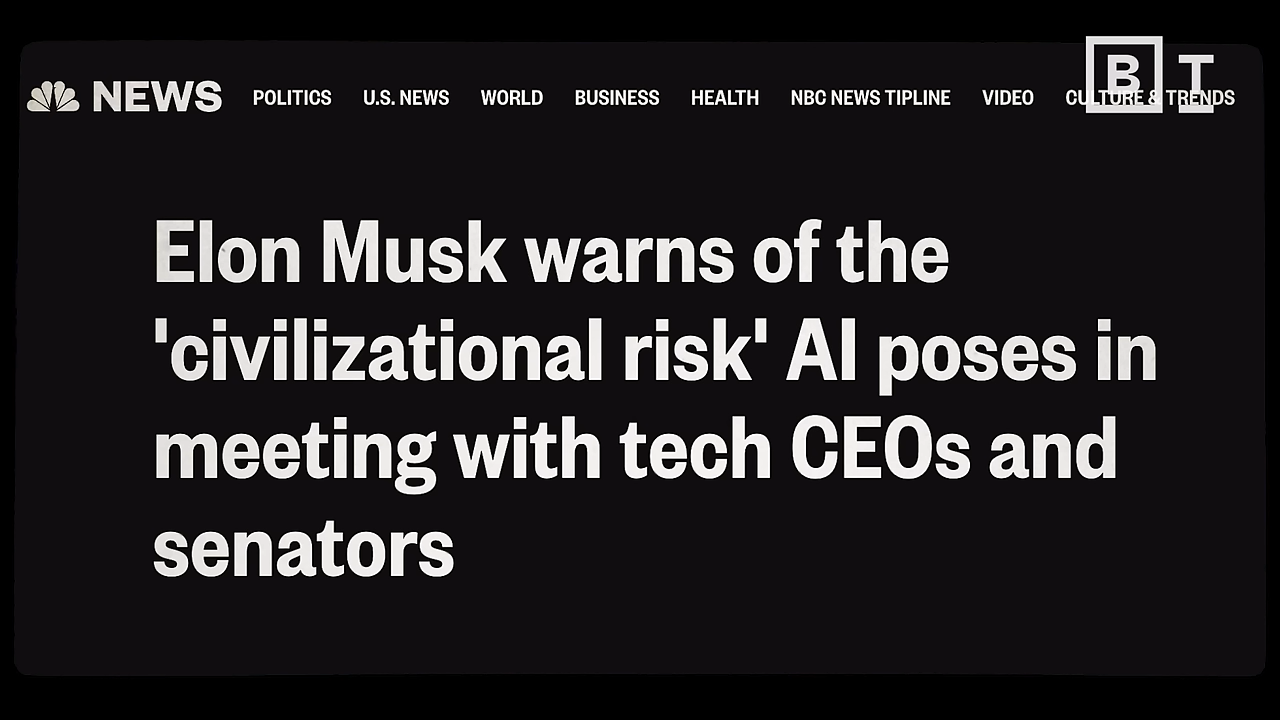 NEWS POLITICS U.S. NEWS WORLD BUSINESS HEALTH NBC NEWS TIPLINE VIDEO CULTURE & TRENDS
B T
Elon Musk warns of the
'civilizational risk' AI poses in
meeting with tech CEOs and
senators